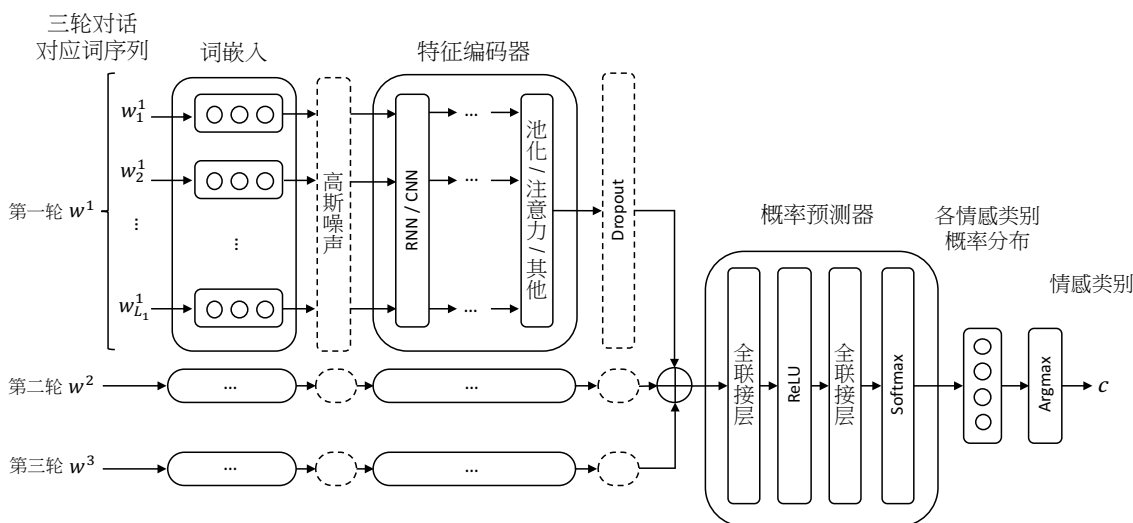 三轮对话
对应词序列
词嵌入
特征编码器
w_1^1
w_2^1
...
w_{L_1}^1
第一轮 w^1
...
高斯噪声
RNN / CNN
...
...
...
池化 / 注意力 / 其他
Dropout
概率预测器
全联接层
ReLU
全联接层
Softmax
各情感类别
概率分布
情感类别
Argmax
c
第二轮 w^2
...
...
第三轮 w^3
...
...